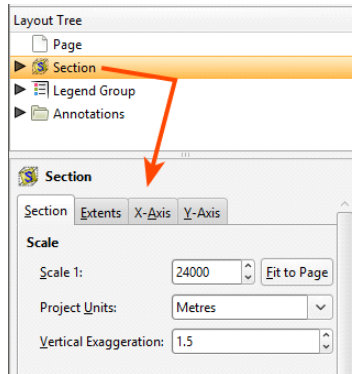 Layout Tree
Page
Section
Legend Group
Annotations
Section
Section Extents X-Axis Y-Axis
Scale
Scale 1: 24000 Fit to Page
Project Units: Metres
Vertical Exaggeration: 1.5